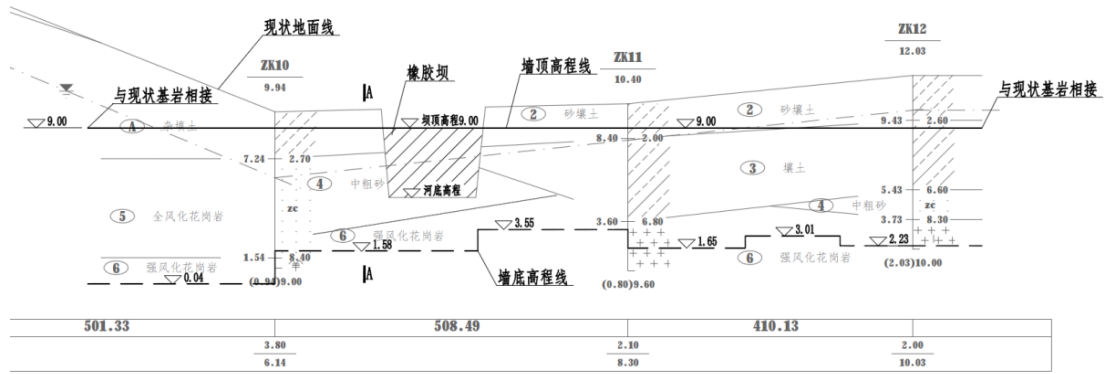 现状地面线
ZK12
12.03
ZK10
9.94
橡胶坝
墙顶高程线
ZK11
10.40
A
与现状基岩相接
与现状基岩相接
② 砂壤土
② 砂壤土
9.00
A 杂填土
坝顶高程9.00
9.00
9.43 2.60
8.40 2.00
7.24 2.70
③ 壤土
④ 中粗砂
zc
河底高程
5.43 6.60
zc
④ 中粗砂
⑤ 全风化花岗岩
3.60 6.80
3.73 8.30
⑥ 强风化花岗岩
3.55
3.01
1.58
1.65
2.23
1.54 8.40
⑥ 强风化花岗岩
⑥ 强风化花岗岩
0.04
(0.94)9.00
A
墙底高程线
(0.80)9.60
(2.03)10.00
501.33
508.49
410.13
3.80
2.10
2.00
6.14
8.30
10.03